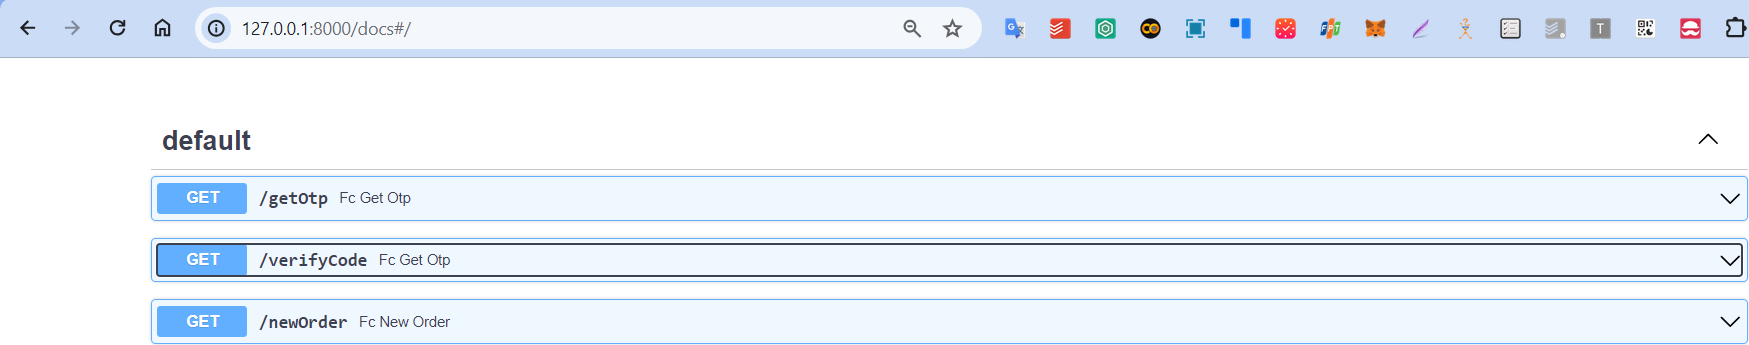 127.0.0.1:8000/docs#/
default
GET /getOtp Fc Get Otp
GET /verifyCode Fc Get Otp
GET /newOrder Fc New Order